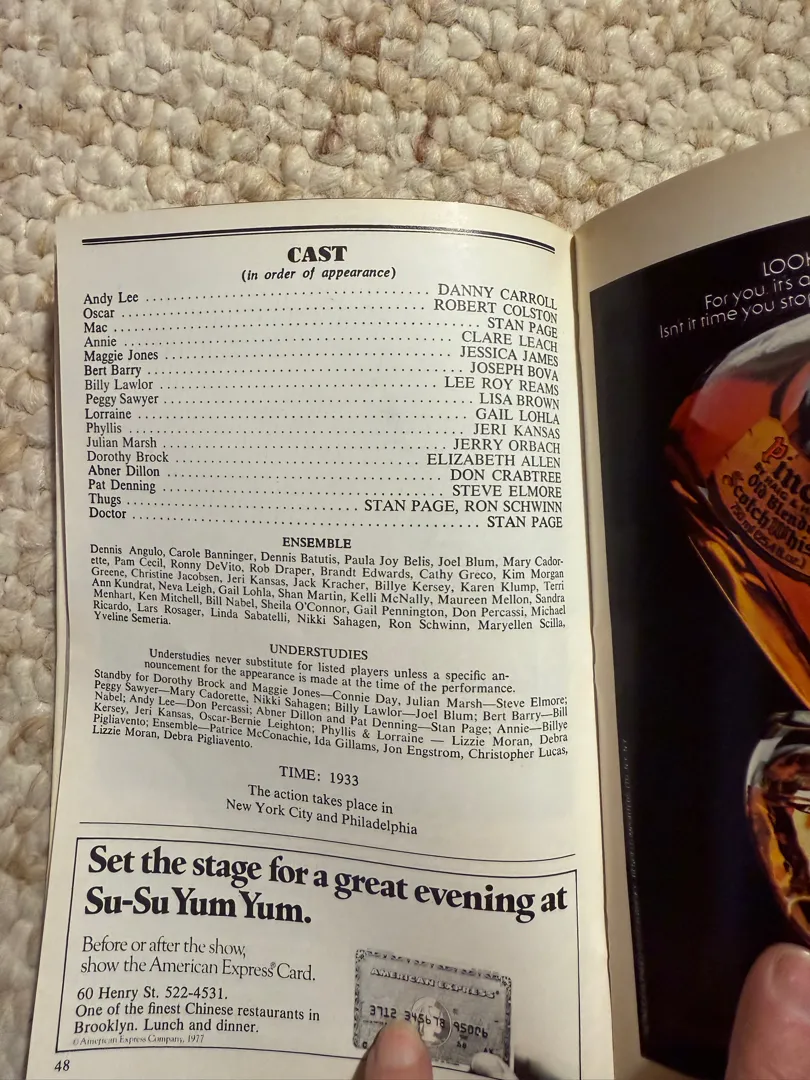 CAST
(in order of appearance)
Andy Lee ........ DANNY CARROLL
Oscar ........ ROBERT COLSTON
Mac ........ STAN PAGE
Annie ........ CLARE LEACH
Maggie Jones ........ JESSICA JAMES
Bert Barry ........ JOSEPH BOVA
Billy Lawlor ........ LEE ROY REAMS
Peggy Sawyer ........ LISA BROWN
Lorraine ........ GAIL LOHLA
Phyllis ........ JERI KANSAS
Julian Marsh ........ JERRY ORBACH
Dorothy Brock ........ ELIZABETH ALLEN
Abner Dillon ........ DON CRABTREE
Pat Denning ........ STEVE ELMORE
Thugs ........ STAN PAGE, RON SCHWINN
Doctor ........ STAN PAGE
ENSEMBLE
Dennis Angulo, Carole Banninger, Dennis Batutis, Paula Joy Belis, Joel Blum, Mary Cador-
ette, Pam Cecil, Ronny DeVito, Rob Draper, Brandt Edwards, Cathy Greco, Kim Morgan
Greene, Christine Jacobsen, Jeri Kansas, Jack Kracher, Billye Kersey, Karen Klump, Terri
Ann Kundrat, Neva Leigh, Gail Lohla, Shan Martin, Kelli McNally, Maureen Mellon, Sandra
Menhart, Ken Mitchell, Bill Nabel, Sheila O'Connor, Gail Pennington, Don Percassi, Michael
Ricardo, Lars Rosager, Linda Sabatelli, Nikki Sahagen, Ron Schwinn, Maryellen Scilla,
Yveline Semeria.
UNDERSTUDIES
Understudies never substitute for listed players unless a specific an-
nouncement for the appearance is made at the time of the performance.
Standby for Dorothy Brock and Maggie Jones—Connie Day, Julian Marsh—Steve Elmore;
Peggy Sawyer—Mary Cadorette, Nikki Sahagen; Billy Lawlor—Joel Blum; Bert Barry—Bill
Nabel; Andy Lee—Don Percassi; Abner Dillon and Pat Denning—Stan Page; Annie—Billye
Kersey, Jeri Kansas, Oscar-Bernie Leighton; Phyllis & Lorraine — Lizzie Moran, Debra
Pigliavento; Ensemble—Patrice McConachie, Ida Gillams, Jon Engstrom, Christopher Lucas,
Lizzie Moran, Debra Pigliavento.
TIME: 1933
The action takes place in
New York City and Philadelphia
Set the stage for a great evening at
Su-Su Yum Yum.
Before or after the show,
show the American Express® Card.
60 Henry St. 522-4531.
One of the finest Chinese restaurants in
Brooklyn. Lunch and dinner.
© American Express Company, 1977
AMERICAN EXPRESS®
3712 345678 95006
48
LOOK
For you, it's a
Isn't it time you
Old Blend
Scotch Whis